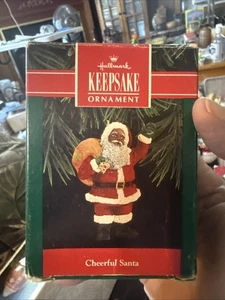 Hallmark
KEEPSAKE
ORNAMENT
Cheerful Santa